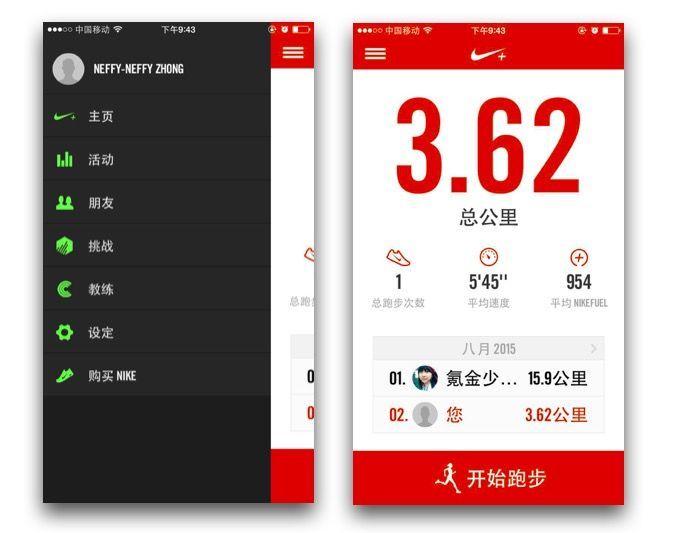 中国移动
下午9:43
NEFFY-NEFFY ZHONG
主页
活动
朋友
挑战
教练
设定
购买 NIKE
总跑步
0
0
中国移动
下午9:43
3.62
总公里
1
5'45''
954
总跑步次数
平均速度
平均 NIKEFUEL
八月 2015
01. 氪金少... 15.9公里
02. 您 3.62公里
开始跑步